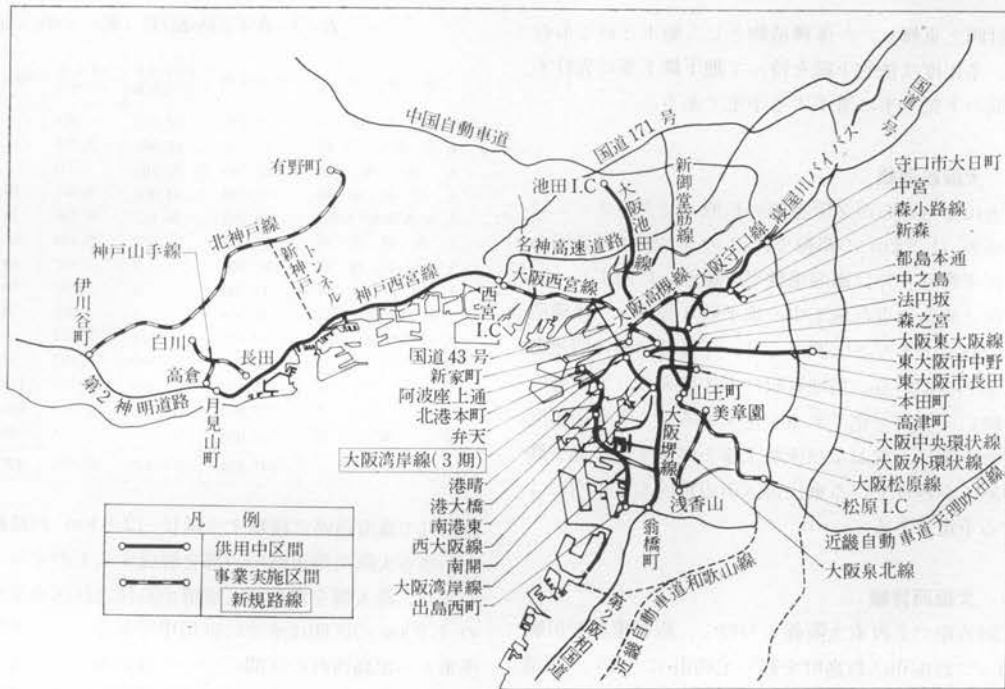 中国自動車道
国道171号
国道一号
寝屋川バイパス
有野町
池田I.C
大阪池田線
新御堂筋線
守口市大日町
中宮
森小路線
新森
都島本通
中之島
法円坂
森之宮
大阪東大阪線
東大阪市中野
東大阪市長田
本田町
高津町
大阪中央環状線
大阪外環状線
大阪松原線
松原I.C
近畿自動車道天理吹田線
大阪泉北線
神戸山手線
北神戸線
新神戸トンネル
神戸西宮線
名神高速道路
大阪西宮線
西宮I.C
大阪高槻線
大阪守口線
伊川谷町
白川
長田
高倉
月見山町
第2神明道路
国道43号
新家町
阿波座上通
北港本町
弁天
大阪湾岸線(3期)
港晴
港大橋
南港東
西大阪線
南開
大阪湾岸線
出島西町
山王町
美章園
大阪堺線
浅香山
翁橋町
第二阪和国道
近畿自動車道和歌山線
凡 例
供用中区間
事業実施区間
新規路線